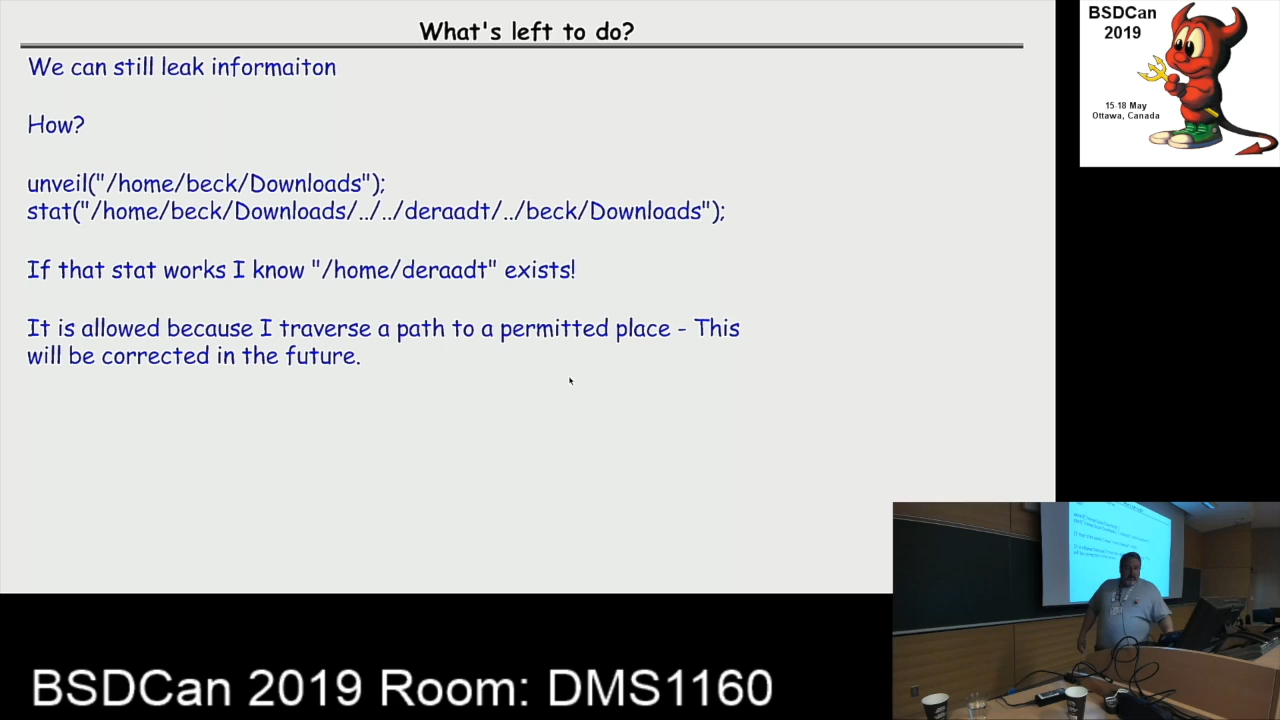 What's left to do?
We can still leak informaiton
How?
unveil("/home/beck/Downloads");
stat("/home/beck/Downloads/../../deraadt/../beck/Downloads");
If that stat works I know "/home/deraadt" exists!
It is allowed because I traverse a path to a permitted place - This
will be corrected in the future.
BSDCan
2019
15-18 May
Ottawa, Canada
BSDCan 2019 Room: DMS1160